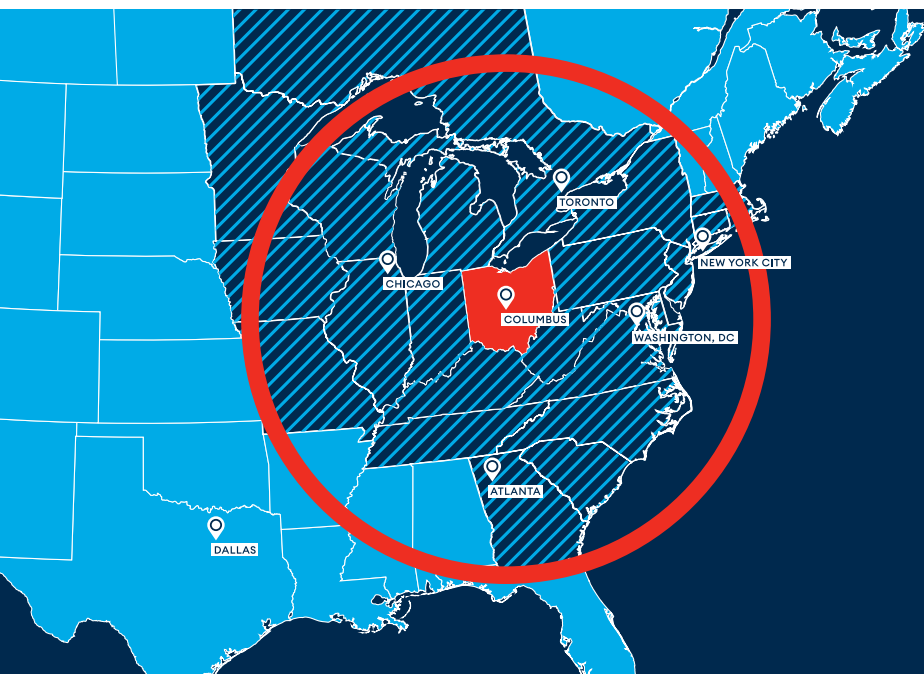 TORONTO
NEW YORK CITY
CHICAGO
COLUMBUS
WASHINGTON, DC
ATLANTA
DALLAS